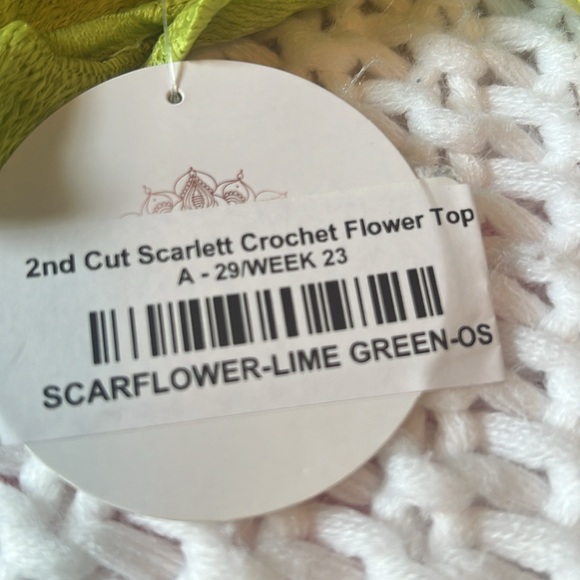 2nd Cut Scarlett Crochet Flower Top
A - 29/WEEK 23
SCARFLOWER-LIME GREEN-OS